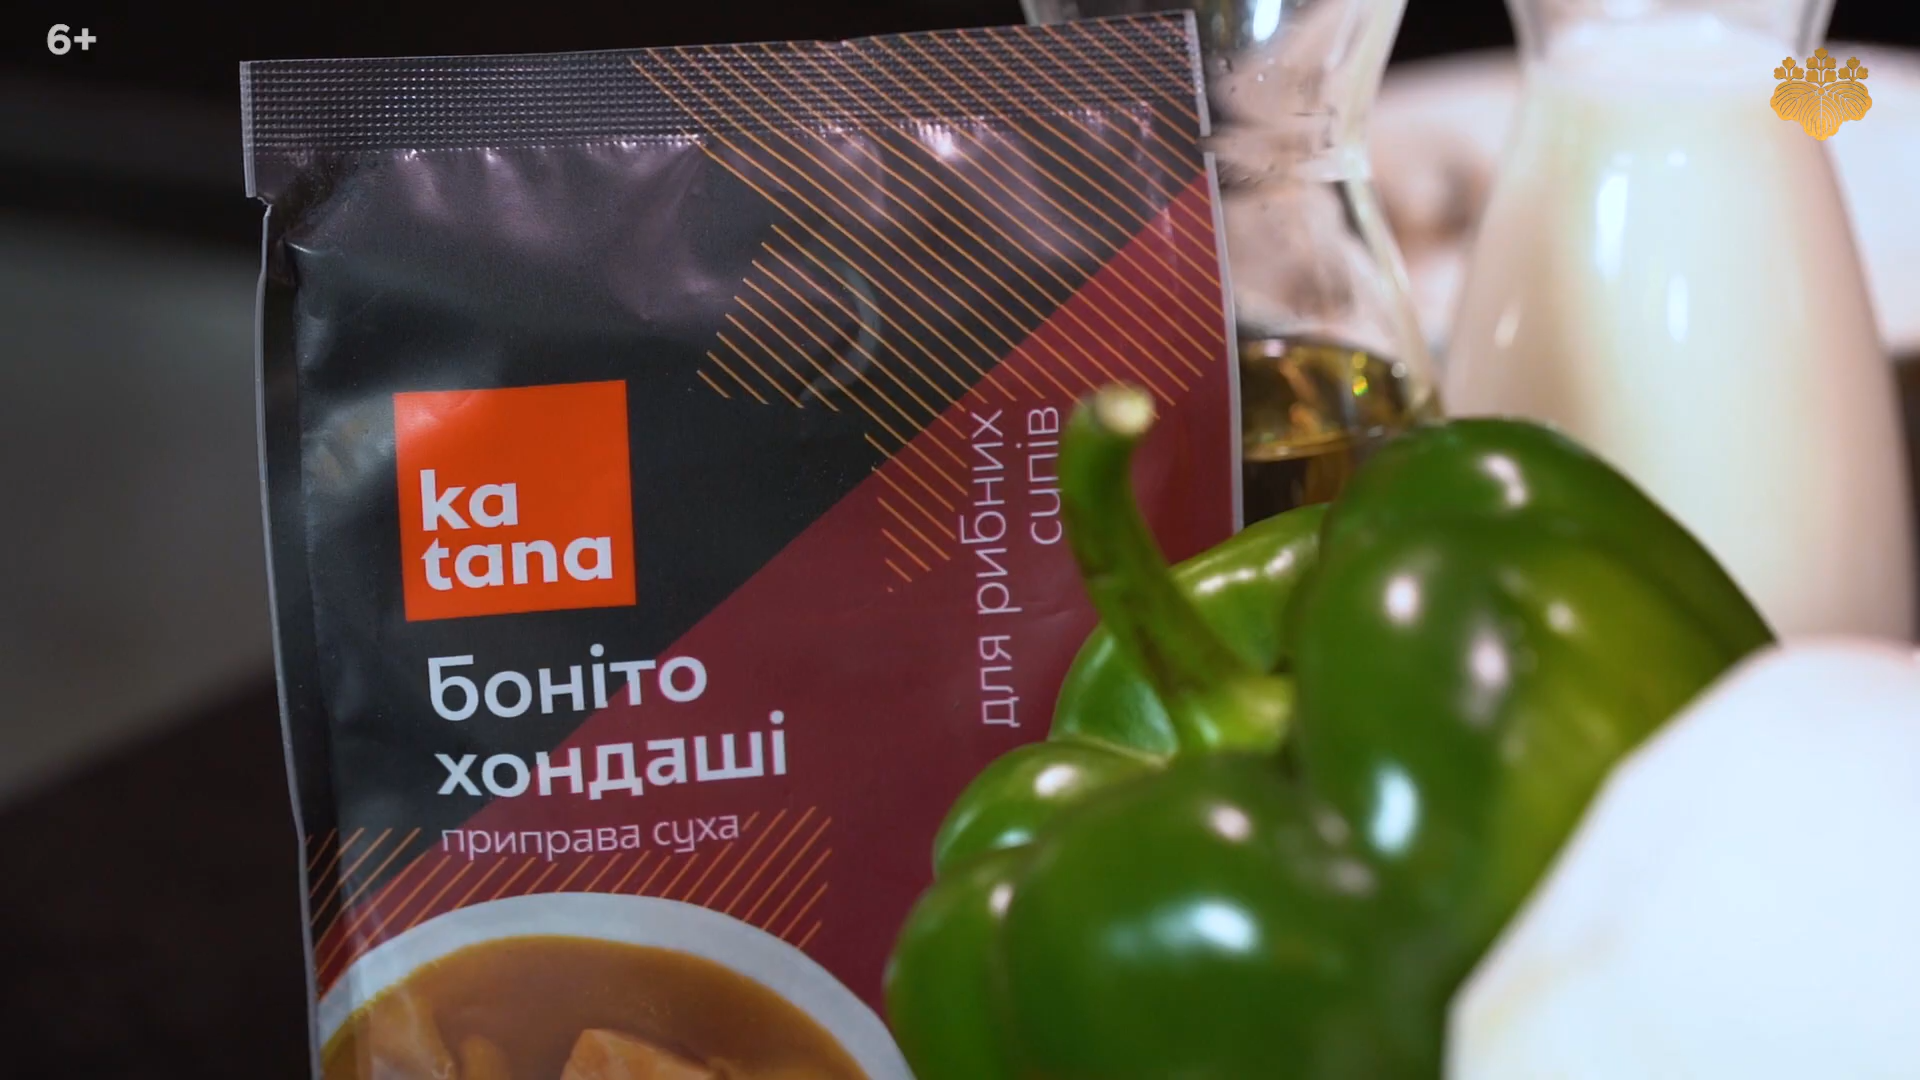 6+
ka
tana
боніто
хондаші
приправа суха
для рибних
супів